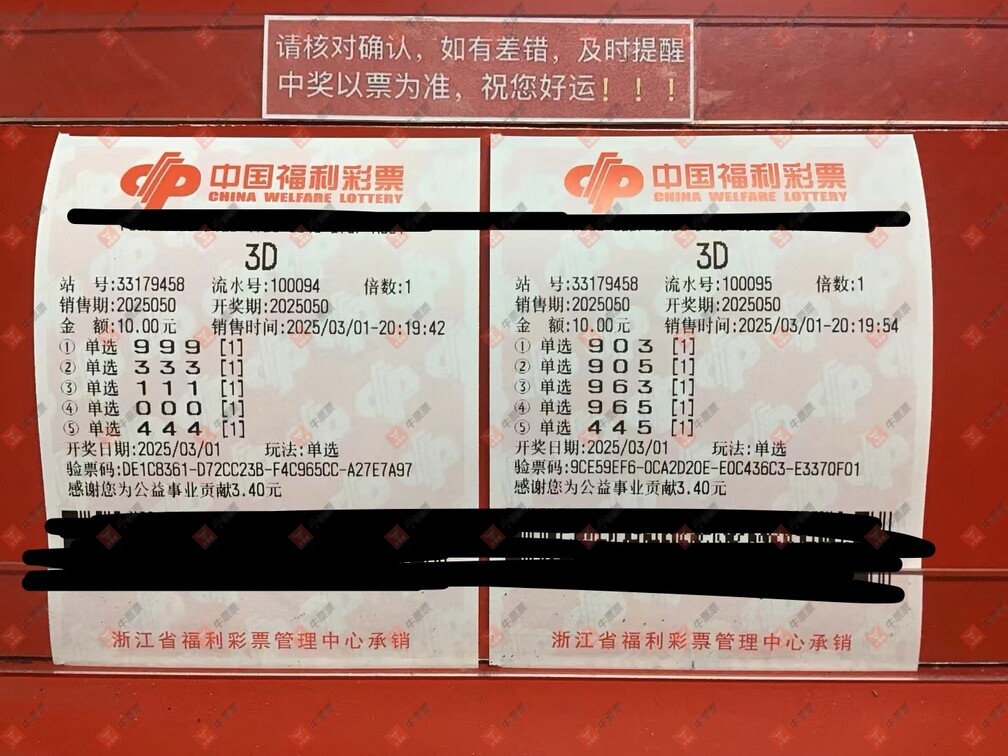 请核对确认，如有差错，及时提醒
中奖以票为准，祝您好运！！！
中国福利彩票
CHINA WELFARE LOTTERY
3D
站 号:33179458 流水号:100094 倍数:1
销售期:2025050 开奖期:2025050
金 额:10.00元 销售时间:2025/03/01-20:19:42
① 单选 999 [1]
② 单选 333 [1]
③ 单选 111 [1]
④ 单选 000 [1]
⑤ 单选 444 [1]
开奖日期:2025/03/01 玩法:单选
验票码:DE1C8361-D72CC23B-F4C965CC-A27E7A97
感谢您为公益事业贡献3.40元
浙江省福利彩票管理中心承销
中国福利彩票
CHINA WELFARE LOTTERY
3D
站 号:33179458 流水号:100095 倍数:1
销售期:2025050 开奖期:2025050
金 额:10.00元 销售时间:2025/03/01-20:19:54
① 单选 903 [1]
② 单选 905 [1]
③ 单选 963 [1]
④ 单选 965 [1]
⑤ 单选 445 [1]
开奖日期:2025/03/01 玩法:单选
验票码:9CE59EF6-0CA2D20E-E0C436C3-E3370F01
感谢您为公益事业贡献3.40元
浙江省福利彩票管理中心承销